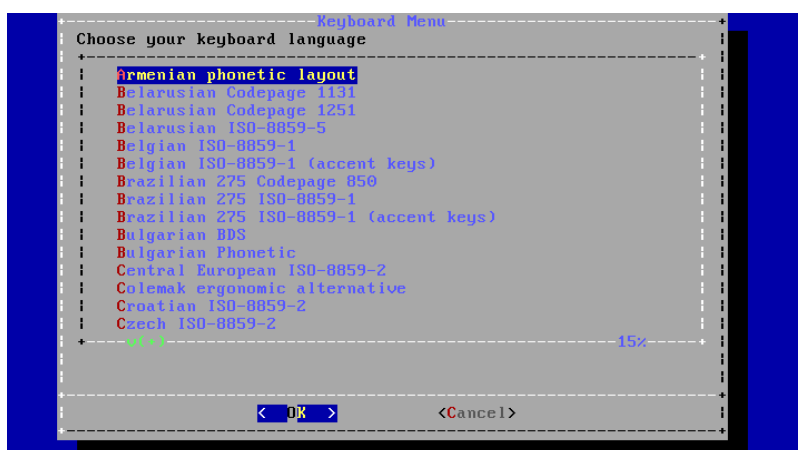 Keyboard Menu
Choose your keyboard language
Armenian phonetic layout
Belarusian Codepage 1131
Belarusian Codepage 1251
Belarusian ISO-8859-5
Belgian ISO-8859-1
Belgian ISO-8859-1 (accent keys)
Brazilian 275 Codepage 850
Brazilian 275 ISO-8859-1
Brazilian 275 ISO-8859-1 (accent keys)
Bulgarian BDS
Bulgarian Phonetic
Central European ISO-8859-2
Colemak ergonomic alternative
Croatian ISO-8859-2
Czech ISO-8859-2
v(+) 15%
< OK > <Cancel>